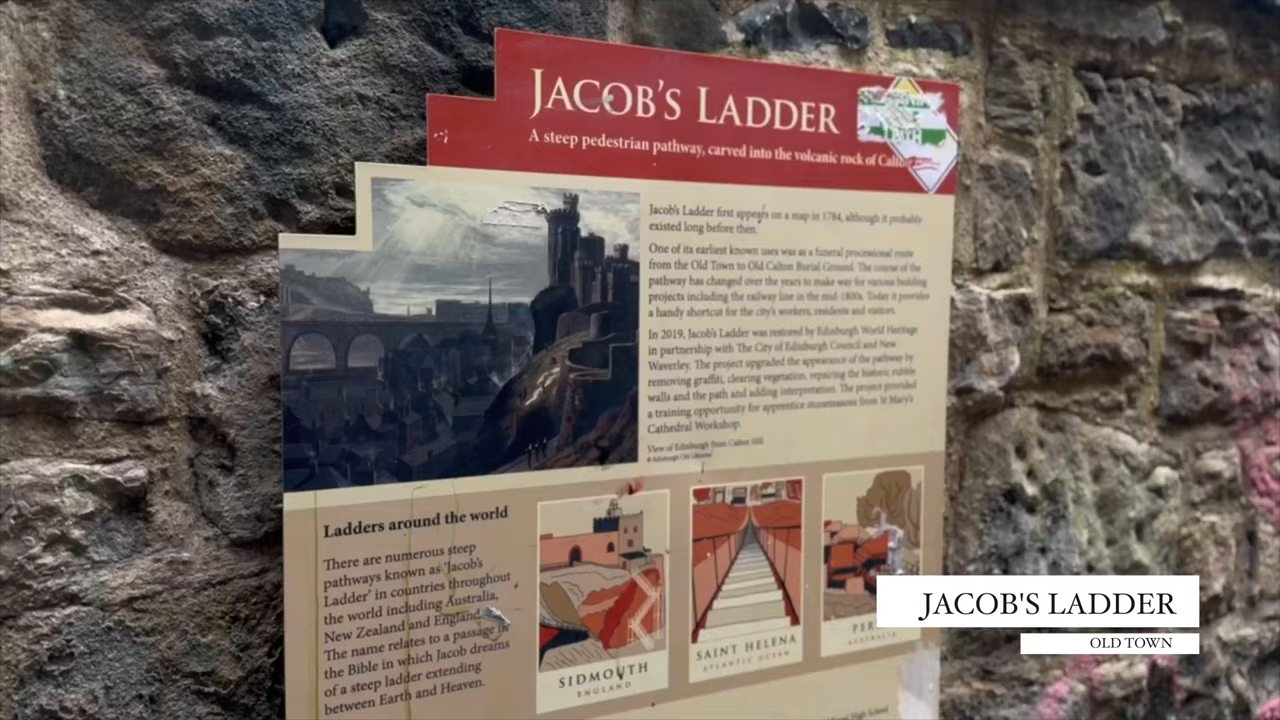 JACOB'S LADDER
A steep pedestrian pathway, carved into the volcanic rock of
Jacob's Ladder first appears on a map in 1784, although it probably
existed long before then.
One of its earliest known uses was as a funeral processional route
from the Old Town to Old Calton Burial Ground. The course of the
pathway has changed over the years to make way for various building
projects including the railway line in the mid-1800s. Today it provides
a handy shortcut for the city's workers, residents and visitors.
In 2019, Jacob's Ladder was restored by Edinburgh World Heritage
in partnership with The City of Edinburgh Council and New
Waverley. The project upgraded the appearance of the pathway by
removing graffiti, clearing vegetation, repairing the historic rubble
walls and the path and adding interpretation. The project provided
a training opportunity for apprentice stonemasons from St Mary's
Cathedral Workshop.
View of Edinburgh from Calton Hill
© Edinburgh City Libraries
Ladders around the world
There are numerous steep
pathways known as 'Jacob's
Ladder' in countries throughout
the world including Australia,
New Zealand and England.
The name relates to a passage in
the Bible in which Jacob dreams
of a steep ladder extending
between Earth and Heaven.
SIDMOUTH
ENGLAND
SAINT HELENA
ATLANTIC OCEAN
AUSTRALIA
High School
JACOB'S LADDER
OLD TOWN